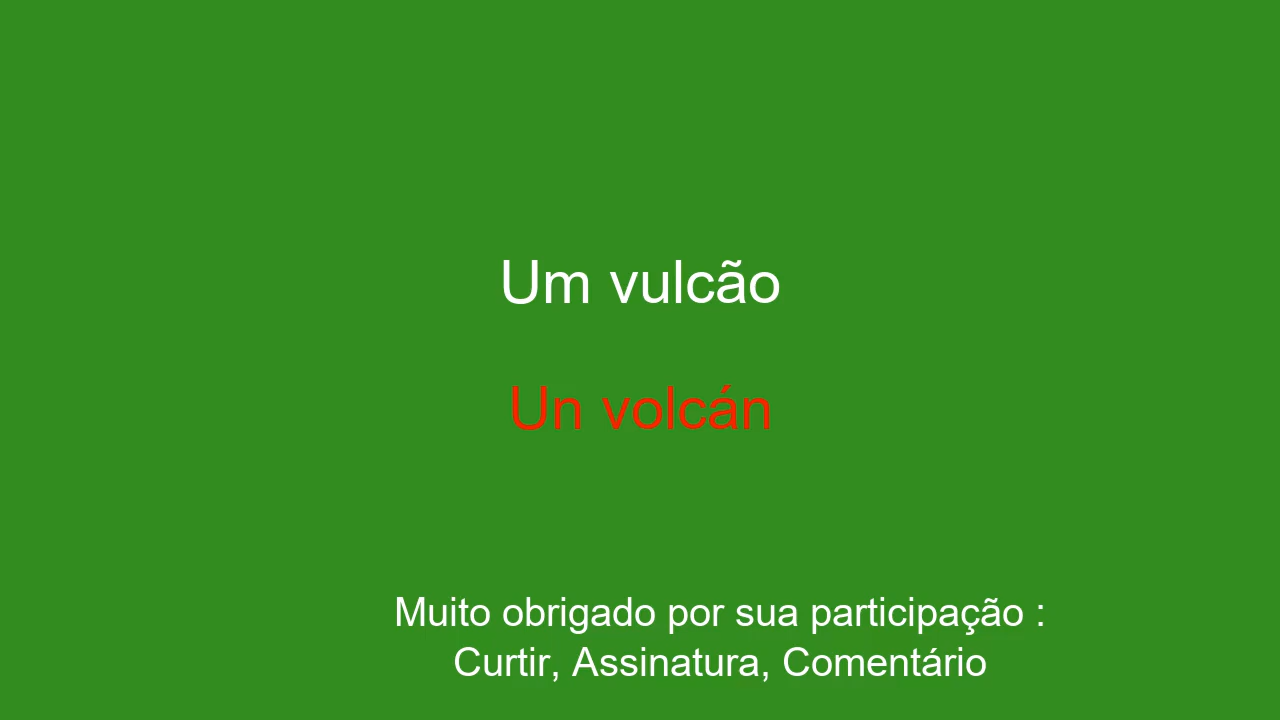 Um vulcão
Un volcán
Muito obrigado por sua participação :
Curtir, Assinatura, Comentário